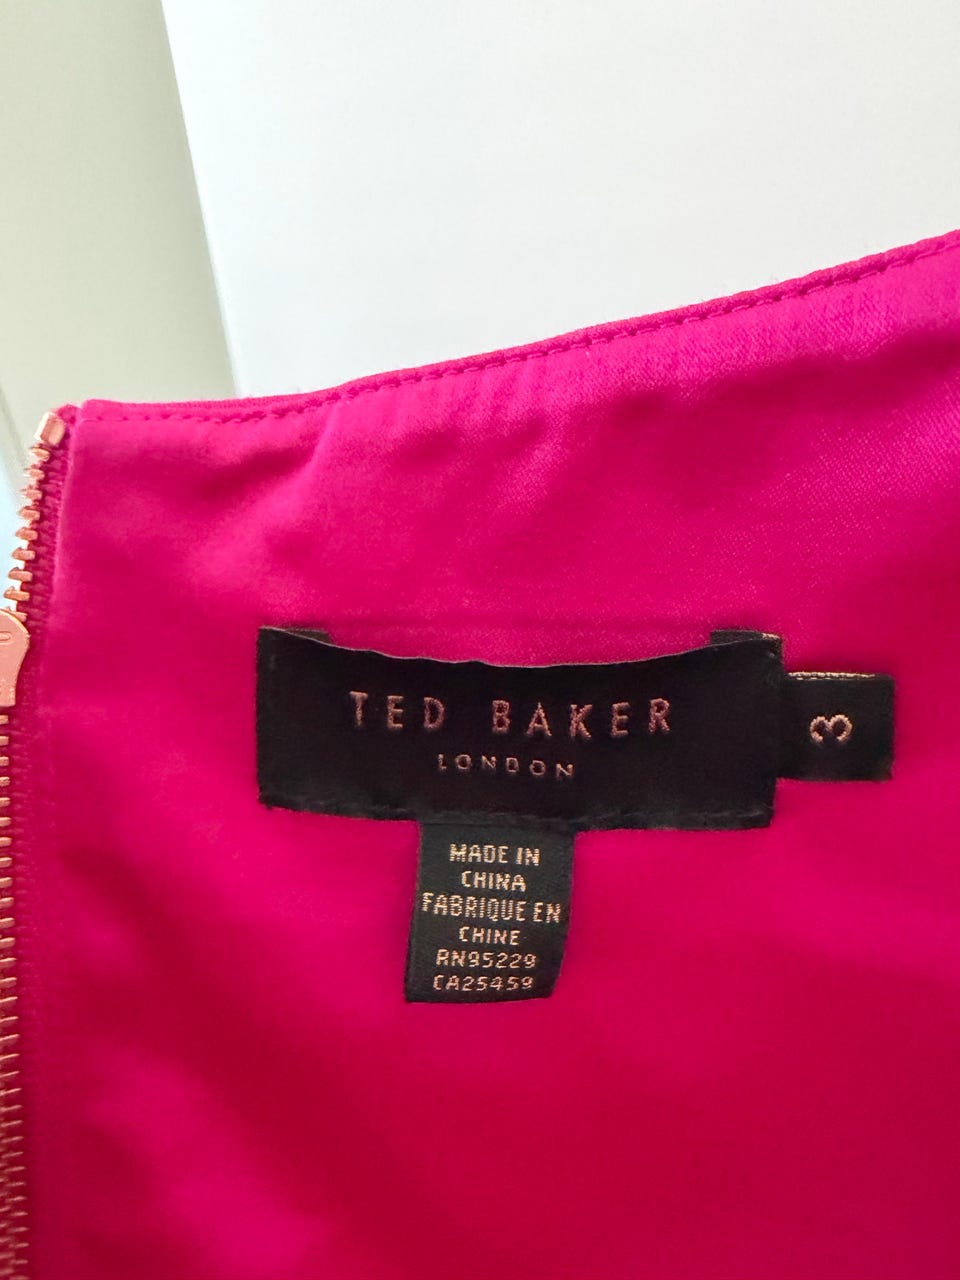 TED BAKER
LONDON
3
MADE IN
CHINA
FABRIQUE EN
CHINE
RN95229
CA25459